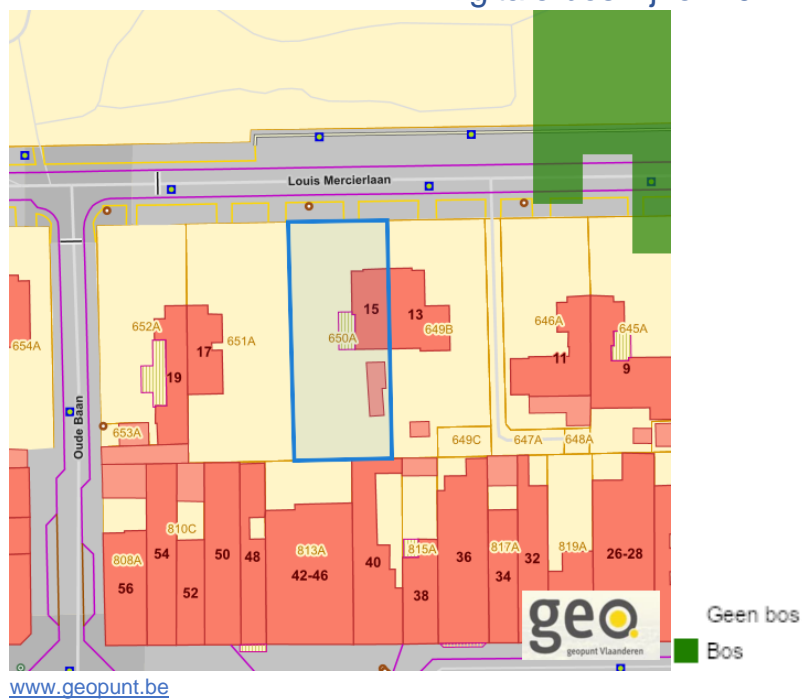 Louis Mercierlaan
Oude Baan
654A
652A
651A
650A
649B
646A
645A
15
13
17
19
11
9
653A
649C
647A
648A
810C
808A
813A
815A
817A
819A
54
50
48
40
36
32
26-28
56
52
42-46
38
34
geo.
geopunt Vlaanderen
Geen bos
Bos
www.geopunt.be